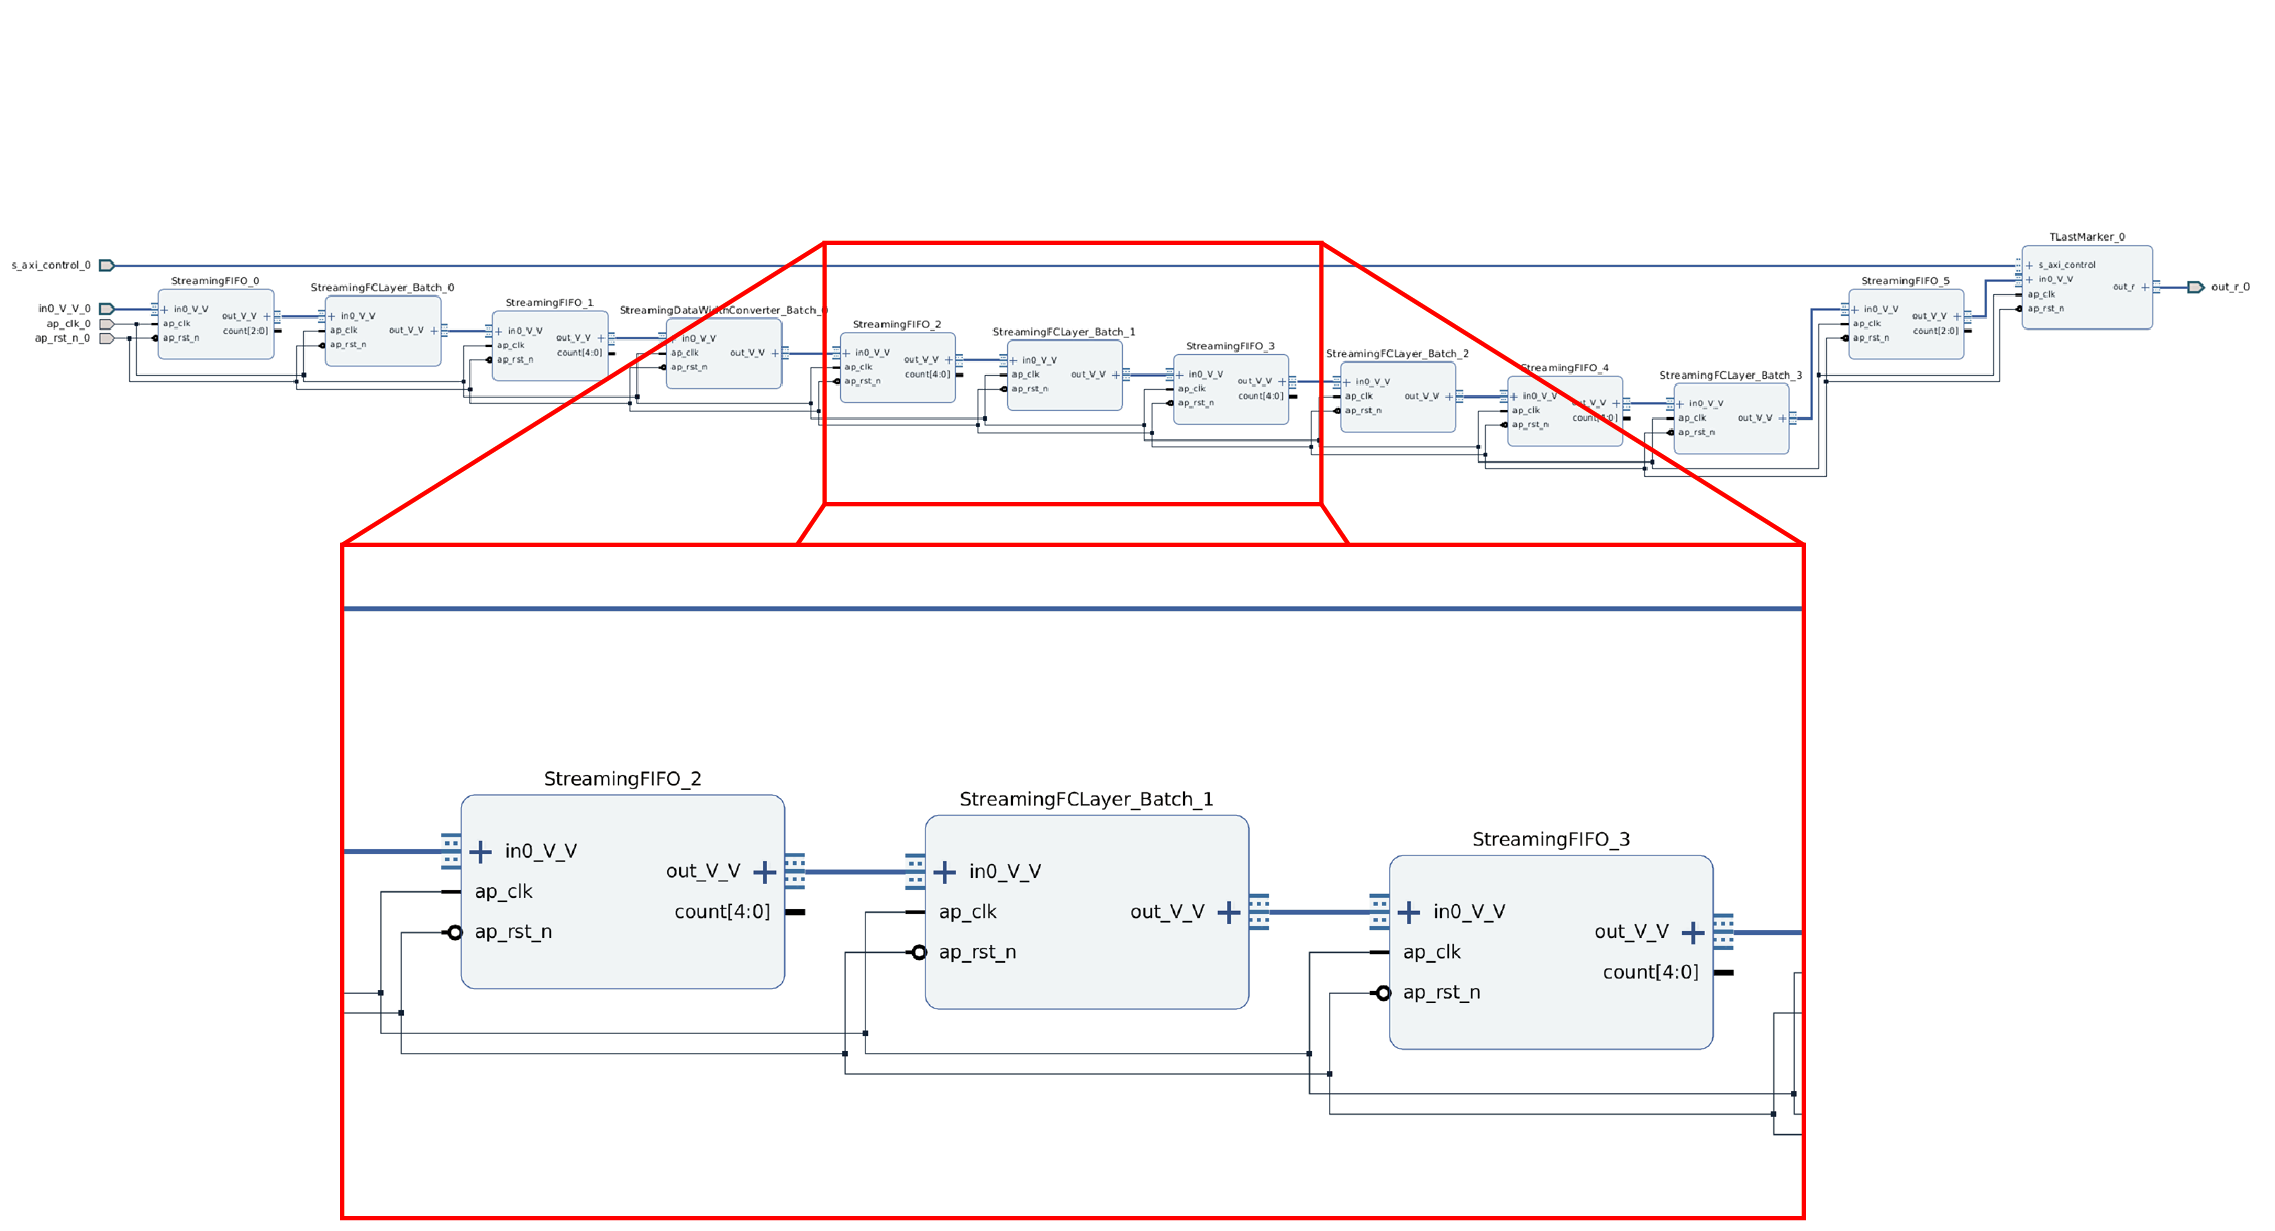 s_axi_control_0
in0_V_V_0
ap_clk_0
ap_rst_n_0
StreamingFIFO_0
in0_V_V
ap_clk
ap_rst_n
out_V_V
count[2:0]
StreamingFCLayer_Batch_0
in0_V_V
ap_clk
ap_rst_n
out_V_V
StreamingFIFO_1
in0_V_V
ap_clk
ap_rst_n
out_V_V
count[4:0]
StreamingDataWidthConverter_Batch_0
in0_V_V
ap_clk
ap_rst_n
out_V_V
StreamingFIFO_2
in0_V_V
ap_clk
ap_rst_n
out_V_V
count[4:0]
StreamingFCLayer_Batch_1
in0_V_V
ap_clk
ap_rst_n
out_V_V
StreamingFIFO_3
in0_V_V
ap_clk
ap_rst_n
out_V_V
count[4:0]
StreamingFCLayer_Batch_2
in0_V_V
ap_clk
ap_rst_n
out_V_V
StreamingFIFO_4
in0_V_V
ap_clk
ap_rst_n
out_V_V
count[4:0]
StreamingFCLayer_Batch_3
in0_V_V
ap_clk
ap_rst_n
out_V_V
StreamingFIFO_5
in0_V_V
ap_clk
ap_rst_n
out_V_V
count[2:0]
TLastMarker_0
s_axi_control
in0_V_V
ap_clk
ap_rst_n
out_r
out_r_0
StreamingFIFO_2
in0_V_V
ap_clk
ap_rst_n
out_V_V
count[4:0]
StreamingFCLayer_Batch_1
in0_V_V
ap_clk
ap_rst_n
out_V_V
StreamingFIFO_3
in0_V_V
ap_clk
ap_rst_n
out_V_V
count[4:0]